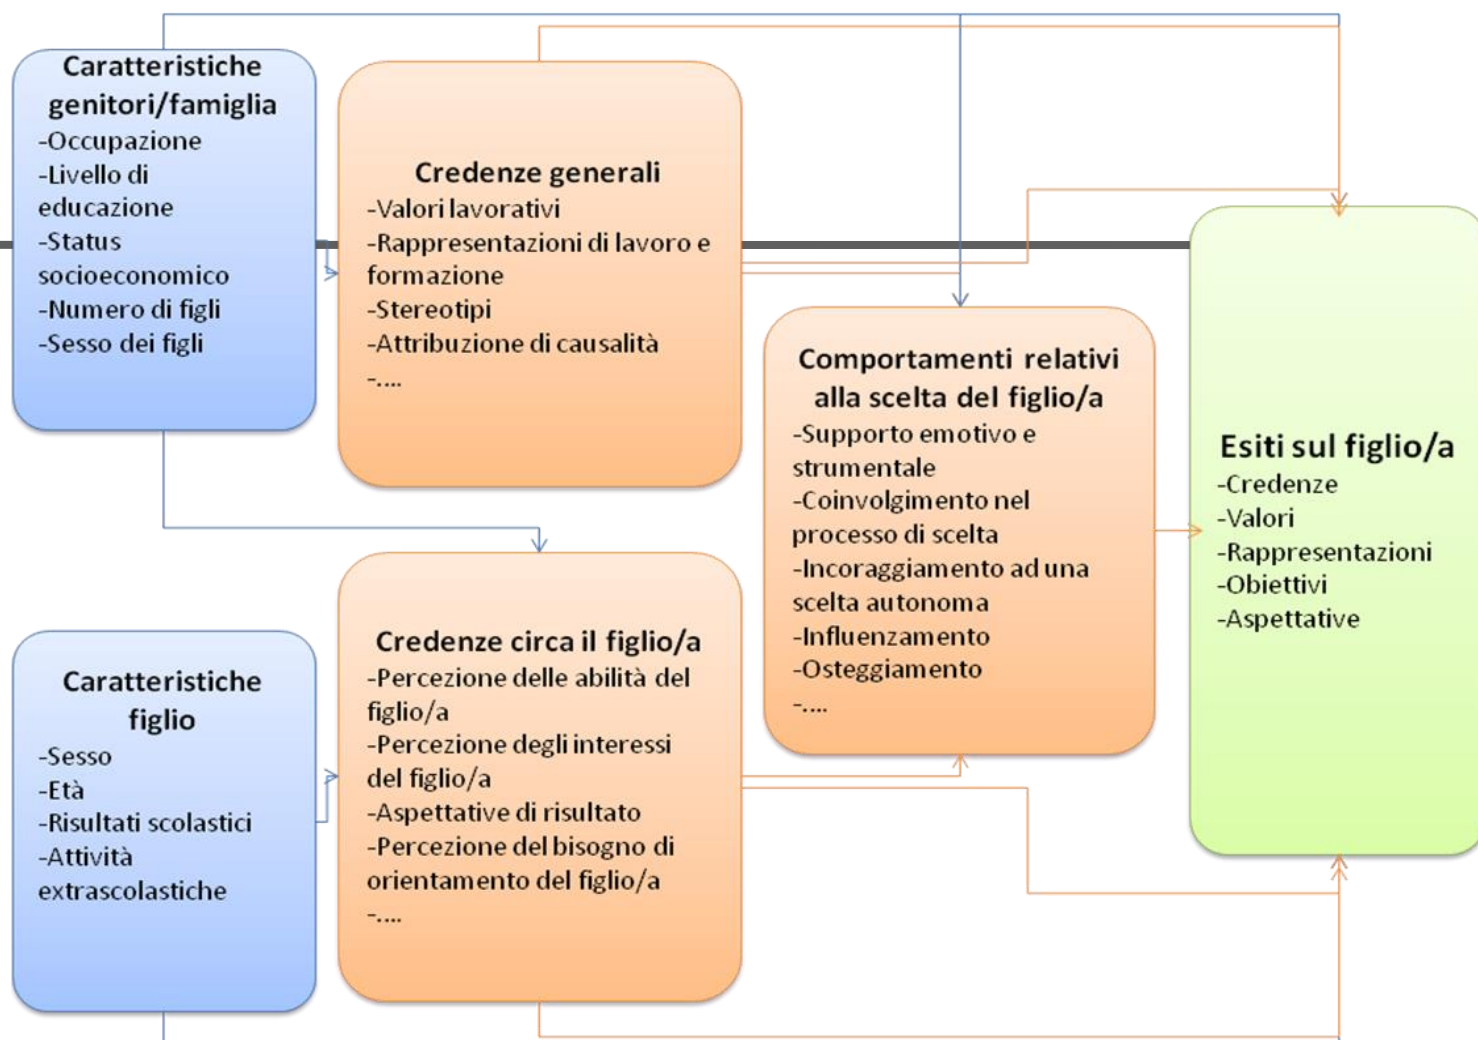 Caratteristiche
genitori/famiglia
-Occupazione
-Livello di
educazione
-Status
socioeconomico
-Numero di figli
-Sesso dei figli
Credenze generali
-Valori lavorativi
-Rappresentazioni di lavoro e
formazione
-Stereotipi
-Attribuzione di causalità
-....
Comportamenti relativi
alla scelta del figlio/a
-Supporto emotivo e
strumentale
-Coinvolgimento nel
processo di scelta
-Incoraggiamento ad una
scelta autonoma
-Influenzamento
-Osteggiamento
-....
Esiti sul figlio/a
-Credenze
-Valori
-Rappresentazioni
-Obiettivi
-Aspettative
Caratteristiche
figlio
-Sesso
-Età
-Risultati scolastici
-Attività
extrascolastiche
Credenze circa il figlio/a
-Percezione delle abilità del
figlio/a
-Percezione degli interessi
del figlio/a
-Aspettative di risultato
-Percezione del bisogno di
orientamento del figlio/a
-....